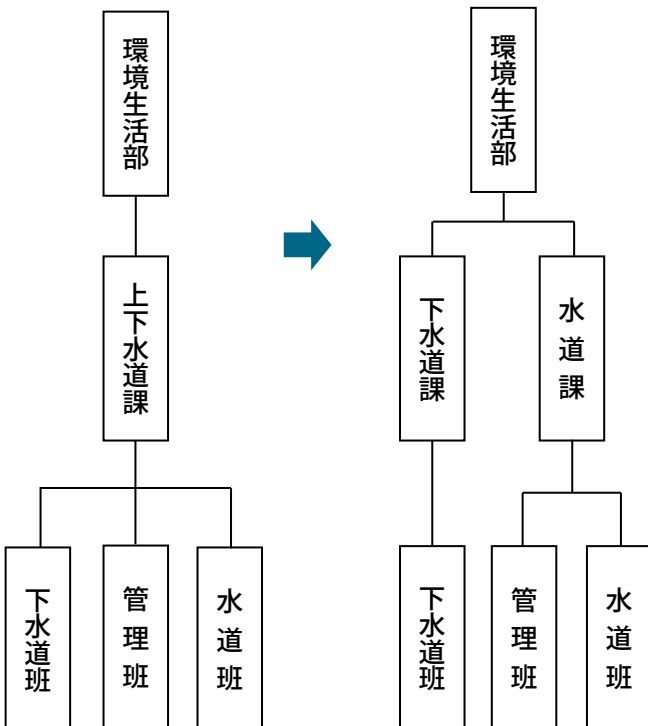 環境生活部
上下水道課
下水道班
管理班
水道班
環境生活部
下水道課
水道課
下水道班
管理班
水道班